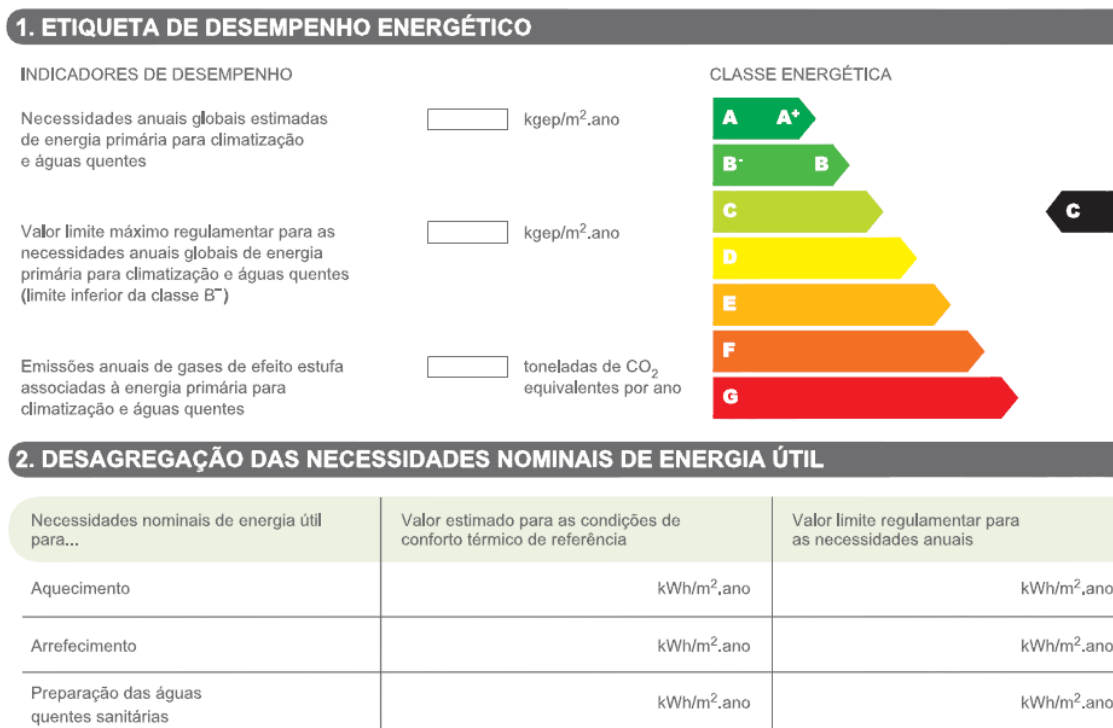 1. ETIQUETA DE DESEMPENHO ENERGÉTICO
INDICADORES DE DESEMPENHO
Necessidades anuais globais estimadas
de energia primária para climatização
e águas quentes
kgep/m².ano
Valor limite máximo regulamentar para as
necessidades anuais globais de energia
primária para climatização e águas quentes
(limite inferior da classe B⁻)
kgep/m².ano
Emissões anuais de gases de efeito estufa
associadas à energia primária para
climatização e águas quentes
toneladas de CO₂
equivalentes por ano
CLASSE ENERGÉTICA
A A⁺
B⁻ B
C
C
D
E
F
G
2. DESAGREGAÇÃO DAS NECESSIDADES NOMINAIS DE ENERGIA ÚTIL
Necessidades nominais de energia útil
para...
Valor estimado para as condições de
conforto térmico de referência
Valor limite regulamentar para
as necessidades anuais
Aquecimento
kWh/m².ano
kWh/m².ano
Arrefecimento
kWh/m².ano
kWh/m².ano
Preparação das águas
quentes sanitárias
kWh/m².ano
kWh/m².ano